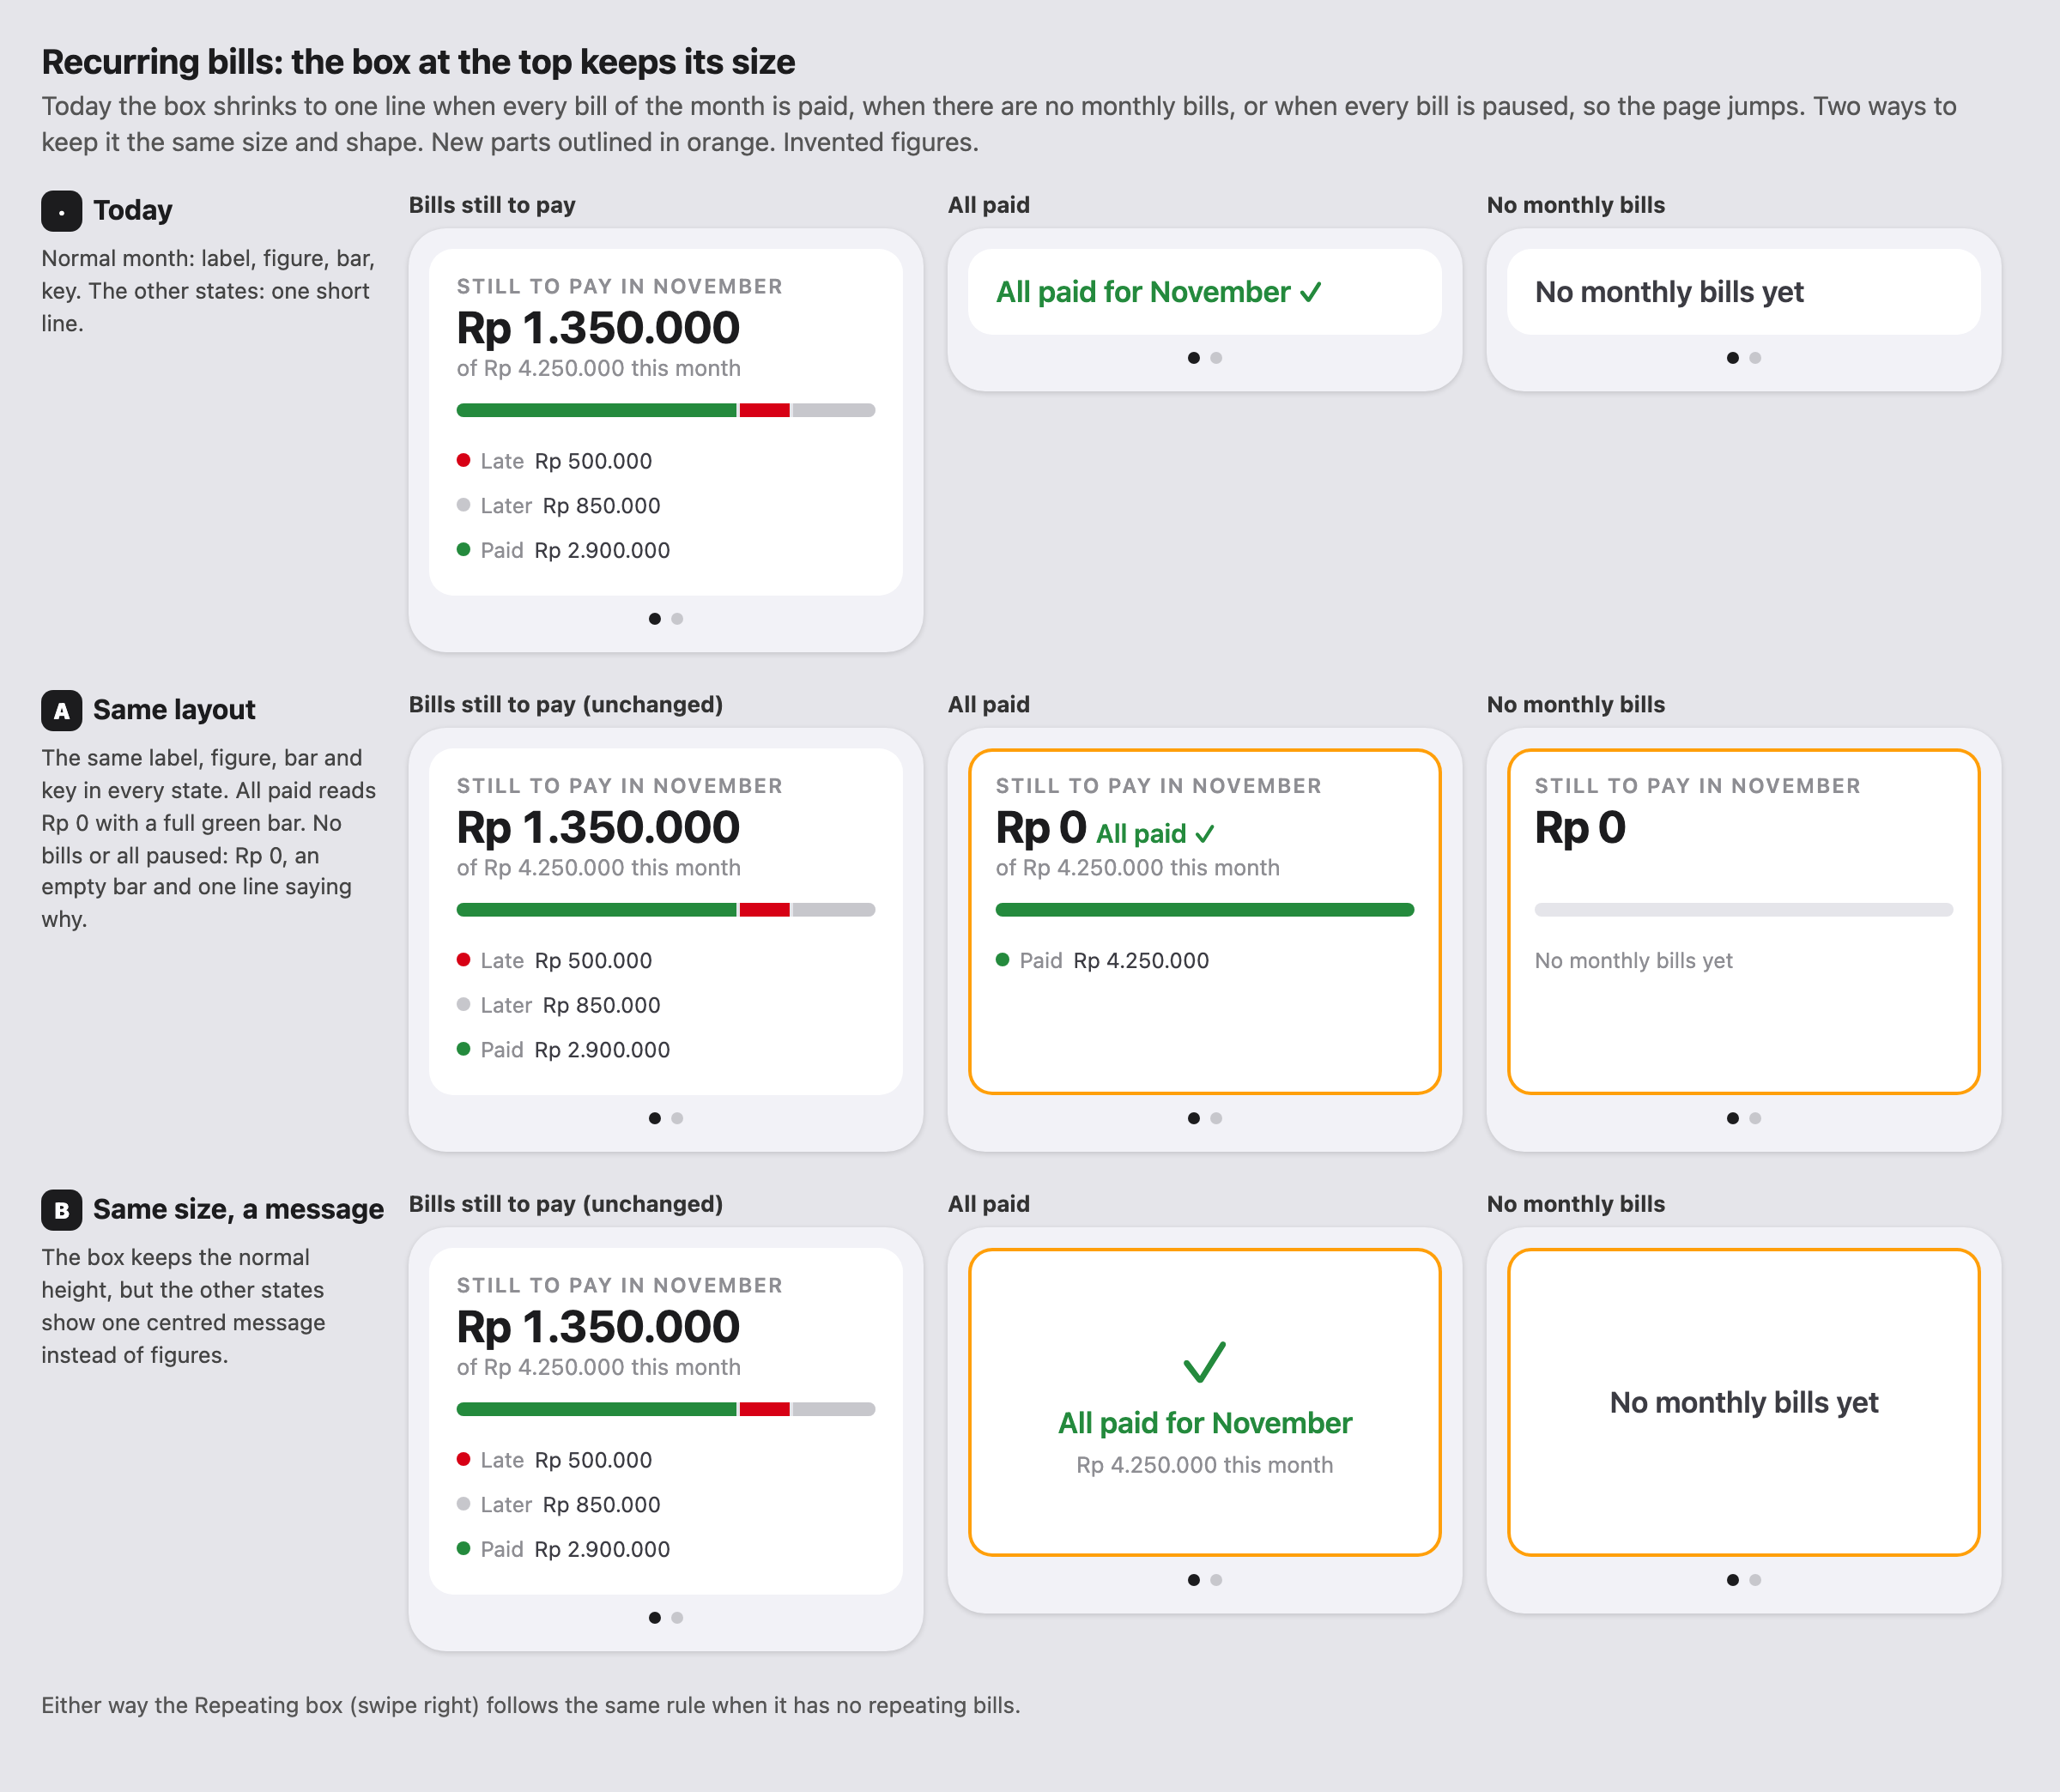 Recurring bills: the box at the top keeps its size
Today the box shrinks to one line when every bill of the month is paid, when there are no monthly bills, or when every bill is paused, so the page jumps. Two ways to
keep it the same size and shape. New parts outlined in orange. Invented figures.
Today
Normal month: label, figure, bar,
key. The other states: one short
line.
Bills still to pay
STILL TO PAY IN NOVEMBER
Rp 1.350.000
of Rp 4.250.000 this month
Late Rp 500.000
Later Rp 850.000
Paid Rp 2.900.000
All paid
All paid for November ✓
No monthly bills
No monthly bills yet
A Same layout
The same label, figure, bar and
key in every state. All paid reads
Rp 0 with a full green bar. No
bills or all paused: Rp 0, an
empty bar and one line saying
why.
Bills still to pay (unchanged)
STILL TO PAY IN NOVEMBER
Rp 1.350.000
of Rp 4.250.000 this month
Late Rp 500.000
Later Rp 850.000
Paid Rp 2.900.000
All paid
STILL TO PAY IN NOVEMBER
Rp 0 All paid ✓
of Rp 4.250.000 this month
Paid Rp 4.250.000
No monthly bills
STILL TO PAY IN NOVEMBER
Rp 0
No monthly bills yet
B Same size, a message
The box keeps the normal
height, but the other states
show one centred message
instead of figures.
Bills still to pay (unchanged)
STILL TO PAY IN NOVEMBER
Rp 1.350.000
of Rp 4.250.000 this month
Late Rp 500.000
Later Rp 850.000
Paid Rp 2.900.000
All paid
✓
All paid for November
Rp 4.250.000 this month
No monthly bills
No monthly bills yet
Either way the Repeating box (swipe right) follows the same rule when it has no repeating bills.